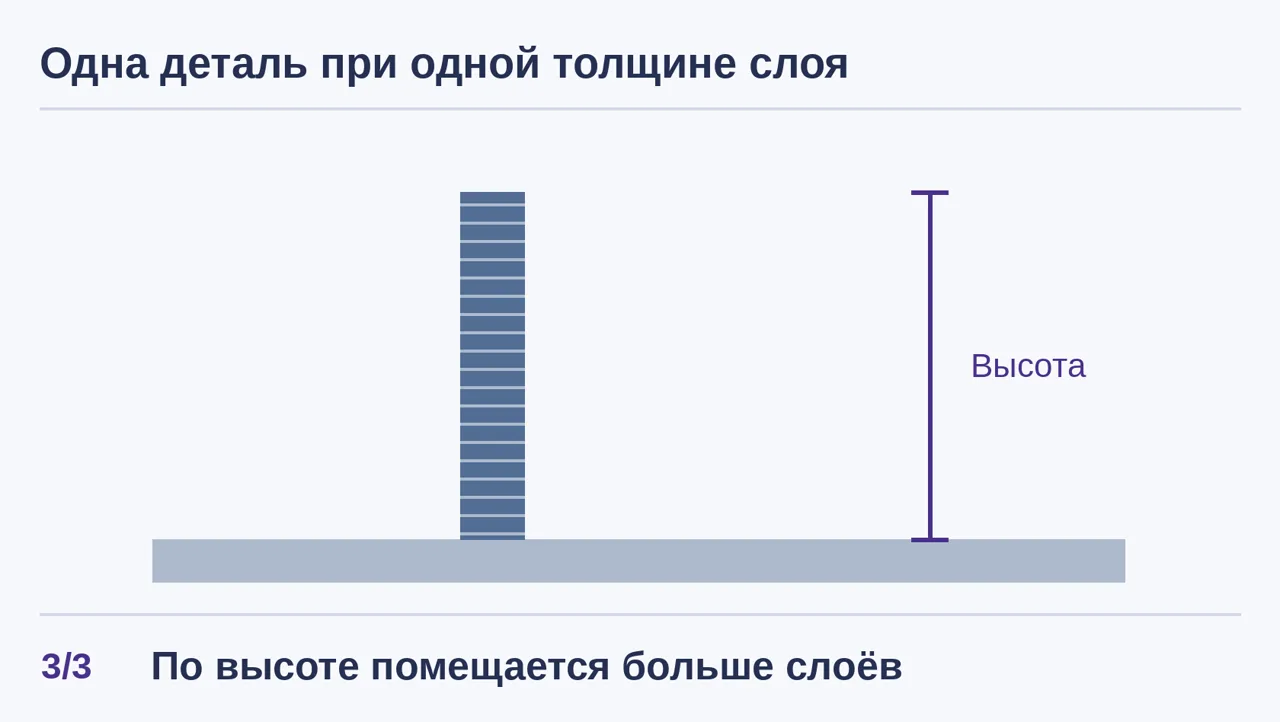 Одна деталь при одной толщине слоя
Высота
3/3 По высоте помещается больше слоёв